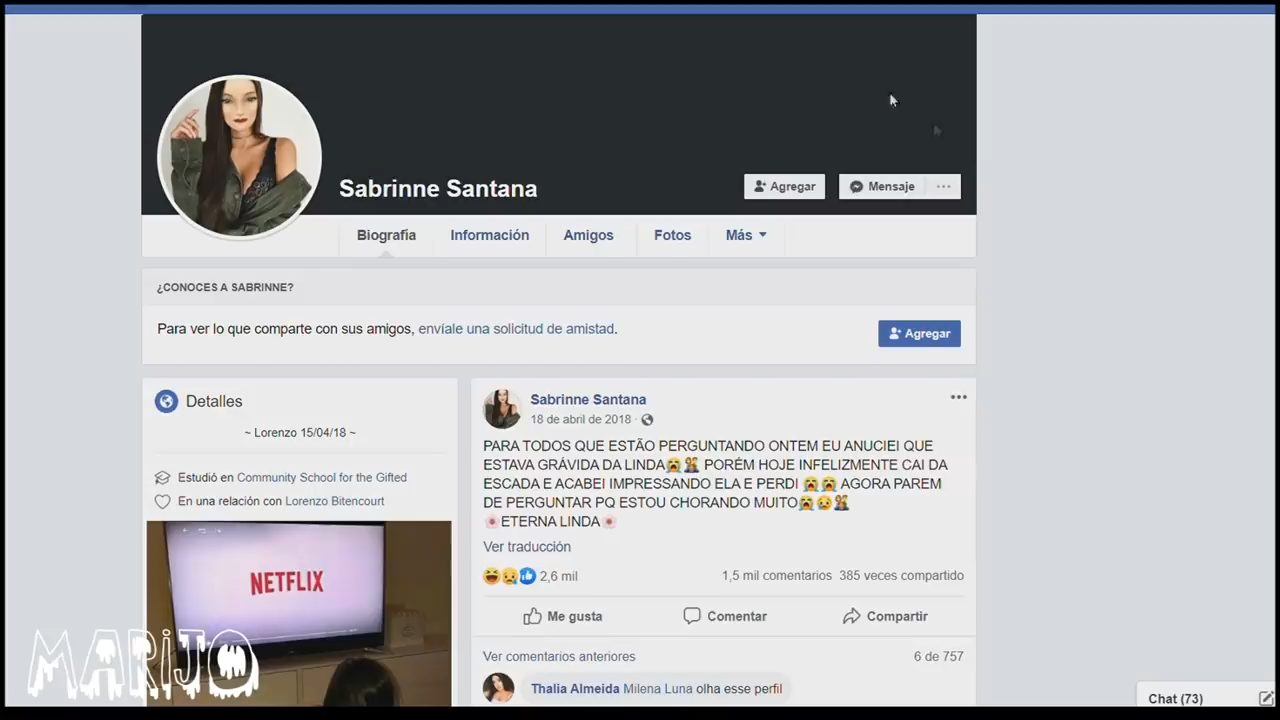 Sabrinne Santana
Agregar
Mensaje
Biografía
Información
Amigos
Fotos
Más
¿CONOCES A SABRINNE?
Para ver lo que comparte con sus amigos, envíale una solicitud de amistad.
Agregar
Detalles
~ Lorenzo 15/04/18 ~
Estudió en Community School for the Gifted
En una relación con Lorenzo Bitencourt
NETFLIX
Sabrinne Santana
18 de abril de 2018 ·
PARA TODOS QUE ESTÃO PERGUNTANDO ONTEM EU ANUCIEI QUE
ESTAVA GRÁVIDA DA LINDA😭👯 PORÉM HOJE INFELIZMENTE CAI DA
ESCADA E ACABEI IMPRESSANDO ELA E PERDI 😭😭 AGORA PAREM
DE PERGUNTAR PQ ESTOU CHORANDO MUITO😭😥👯
🌸ETERNA LINDA🌸
Ver traducción
2,6 mil
1,5 mil comentarios 385 veces compartido
Me gusta
Comentar
Compartir
Ver comentarios anteriores
6 de 757
Thalia Almeida Milena Luna olha esse perfil
MARiJO
Chat (73)